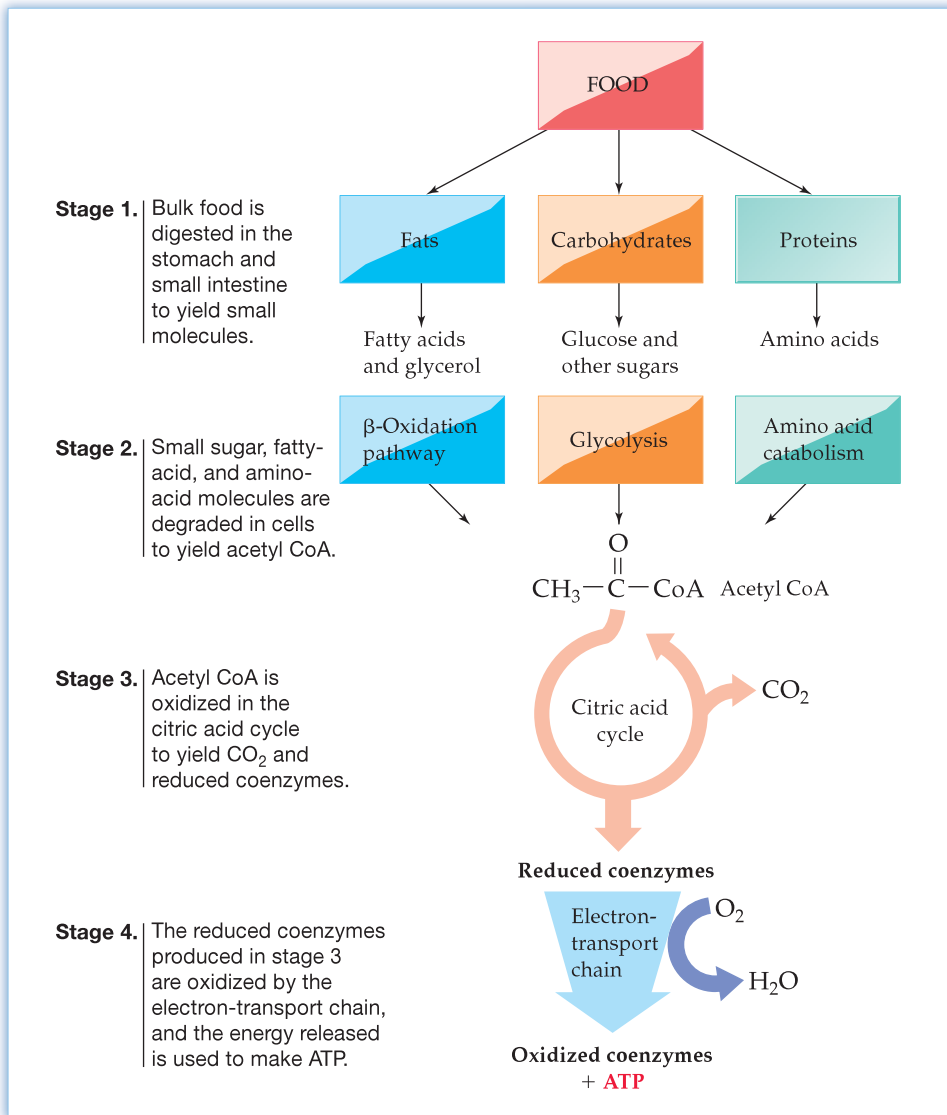 FOOD
Stage 1. Bulk food is
digested in the
stomach and
small intestine
to yield small
molecules.
Fats
Carbohydrates
Proteins
Fatty acids
and glycerol
Glucose and
other sugars
Amino acids
Stage 2. Small sugar, fatty-
acid, and amino-
acid molecules are
degraded in cells
to yield acetyl CoA.
β-Oxidation
pathway
Glycolysis
Amino acid
catabolism
O
CH₃—C—CoA Acetyl CoA
Stage 3. Acetyl CoA is
oxidized in the
citric acid cycle
to yield CO₂ and
reduced coenzymes.
Citric acid
cycle
CO₂
Reduced coenzymes
Stage 4. The reduced coenzymes
produced in stage 3
are oxidized by the
electron-transport chain,
and the energy released
is used to make ATP.
Electron-
transport
chain
O₂
H₂O
Oxidized coenzymes
+ ATP